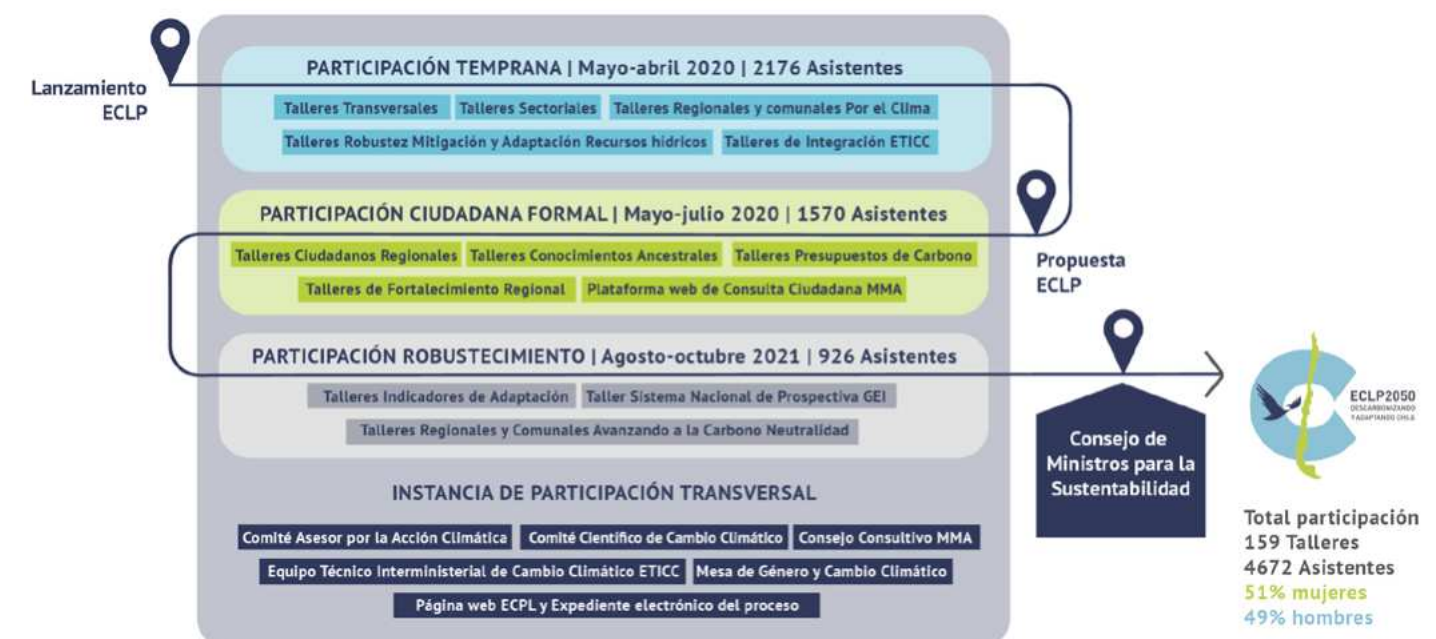 Lanzamiento
ECLP
PARTICIPACIÓN TEMPRANA | Mayo-abril 2020 | 2176 Asistentes
Talleres Transversales
Talleres Sectoriales
Talleres Regionales y comunales Por el Clima
Talleres Robustez Mitigación y Adaptación Recursos hídricos
Talleres de Integración ETICC
PARTICIPACIÓN CIUDADANA FORMAL | Mayo-julio 2020 | 1570 Asistentes
Talleres Ciudadanos Regionales
Talleres Conocimientos Ancestrales
Talleres Presupuestos de Carbono
Talleres de Fortalecimiento Regional
Plataforma web de Consulta Ciudadana MMA
Propuesta
ECLP
PARTICIPACIÓN ROBUSTECIMIENTO | Agosto-octubre 2021 | 926 Asistentes
Talleres Indicadores de Adaptación
Taller Sistema Nacional de Prospectiva GEI
Talleres Regionales y Comunales Avanzando a la Carbono Neutralidad
Consejo de
Ministros para la
Sustentabilidad
INSTANCIA DE PARTICIPACIÓN TRANSVERSAL
Comité Asesor por la Acción Climática
Comité Científico de Cambio Climático
Consejo Consultivo MMA
Equipo Técnico Interministerial de Cambio Climático ETICC
Mesa de Género y Cambio Climático
Página web ECPL y Expediente electrónico del proceso
ECLP2050
DESCARBONIZANDO
Y ADAPTANDO CHILE
Total participación
159 Talleres
4672 Asistentes
51% mujeres
49% hombres